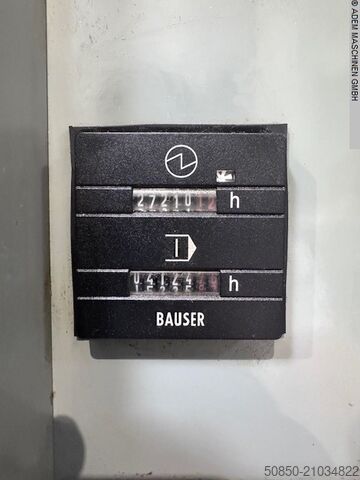 © ADEM MASCHINEN GMBH
27210 h
h
BAUSER
50850-21034822